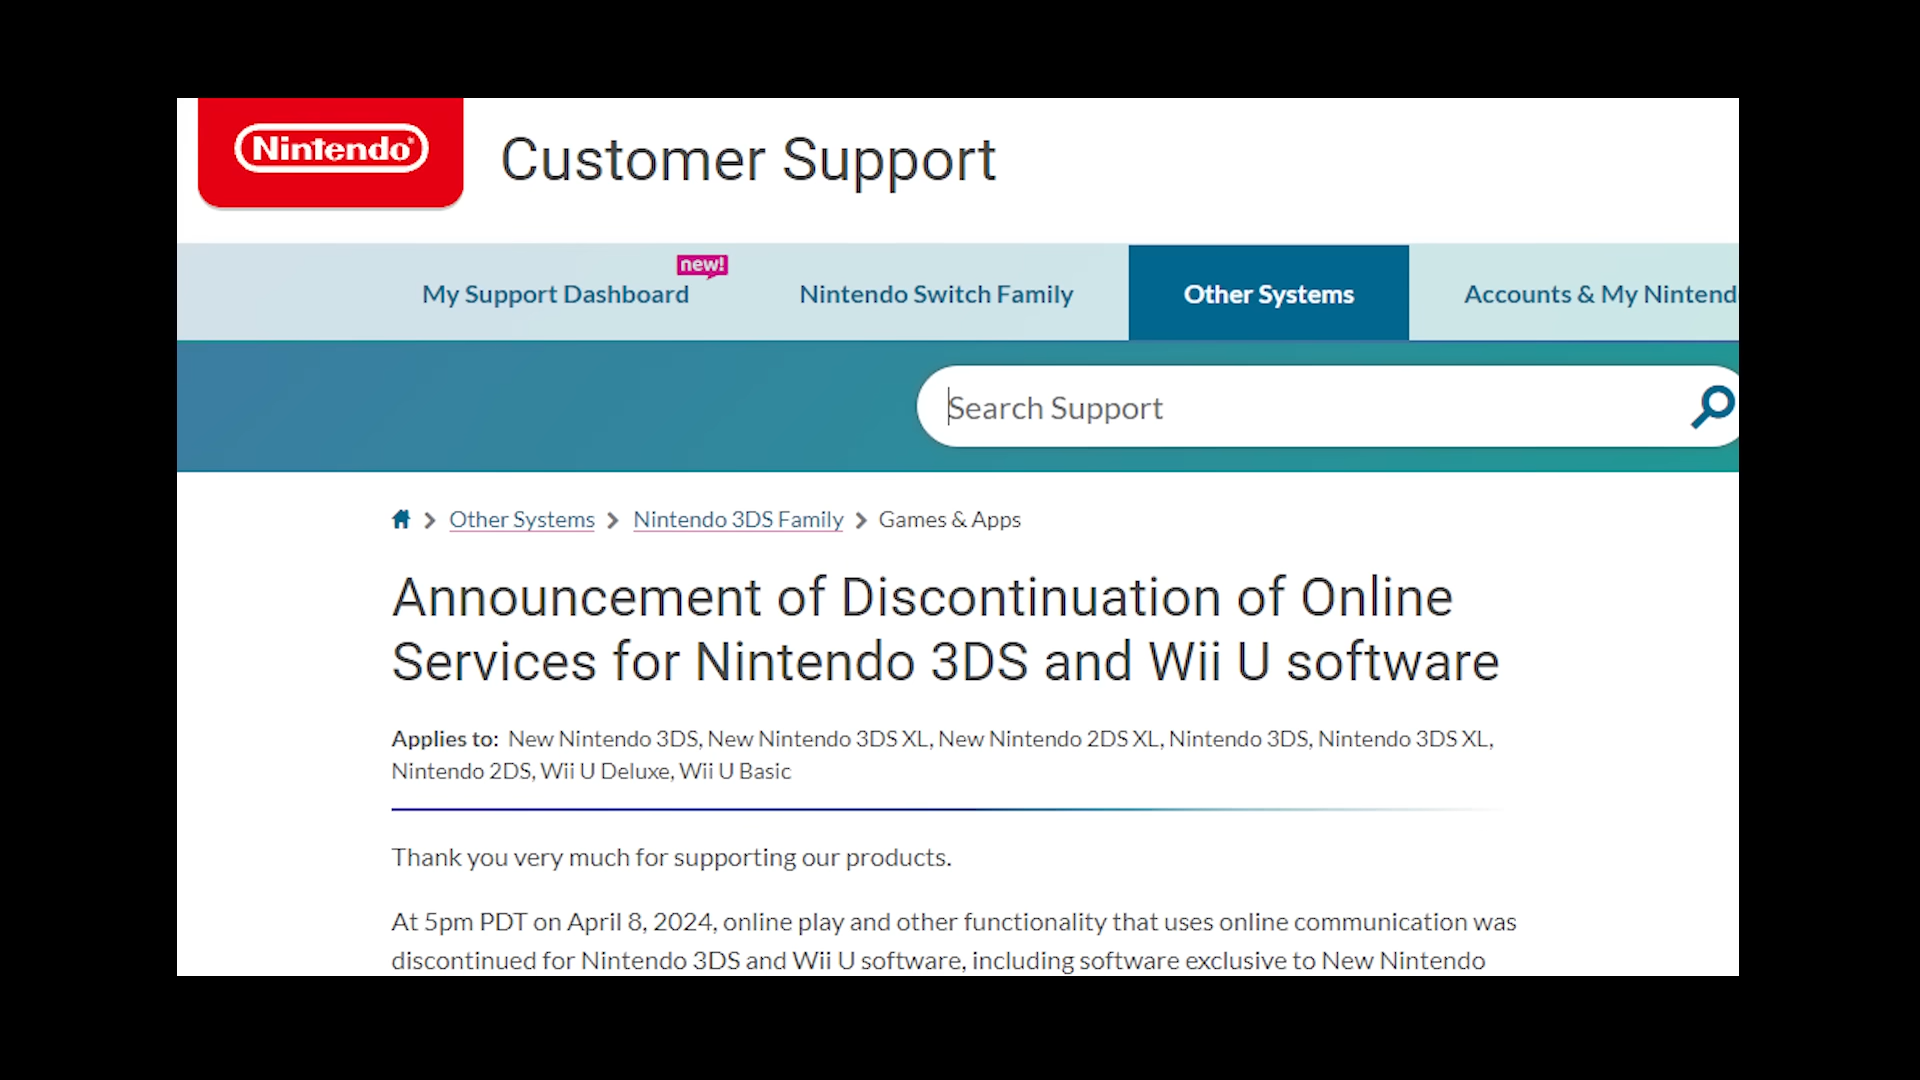 Nintendo®
Customer Support
new!
My Support Dashboard
Nintendo Switch Family
Other Systems
Accounts & My Nintend
Search Support
Other Systems > Nintendo 3DS Family > Games & Apps
Announcement of Discontinuation of Online
Services for Nintendo 3DS and Wii U software
Applies to: New Nintendo 3DS, New Nintendo 3DS XL, New Nintendo 2DS XL, Nintendo 3DS, Nintendo 3DS XL,
Nintendo 2DS, Wii U Deluxe, Wii U Basic
Thank you very much for supporting our products.
At 5pm PDT on April 8, 2024, online play and other functionality that uses online communication was
discontinued for Nintendo 3DS and Wii U software, including software exclusive to New Nintendo